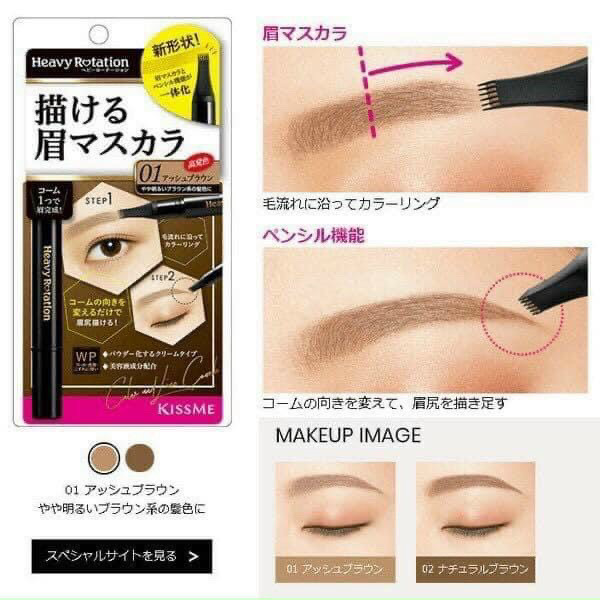 Heavy Rotation
ヘビーローテーション
新形状!
眉マスカラと
ペンシル機能が
一体化
描ける
眉マスカラ
高発色
01 アッシュブラウン
やや明るいブラウン系の髪色に
コーム
1つで
眉完成!
STEP1
毛流れに沿って
カラーリング
STEP2
コームの向きを
変えるだけで
眉尻描ける!
Heavy Rotation
WP
◆パウダー化するクリームタイプ
◆美容液成分配合
KISSME
01 アッシュブラウン
やや明るいブラウン系の髪色に
スペシャルサイトを見る >
眉マスカラ
毛流れに沿ってカラーリング
ペンシル機能
コームの向きを変えて、眉尻を描き足す
MAKEUP IMAGE
01 アッシュブラウン
02 ナチュラルブラウン